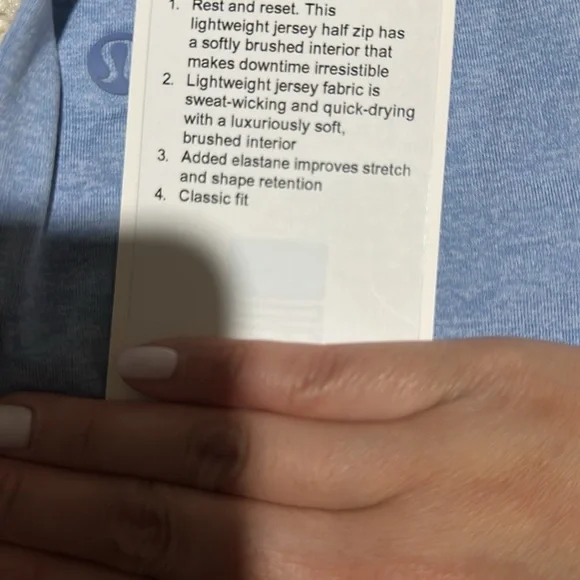 1. Rest and reset. This
lightweight jersey half zip has
a softly brushed interior that
makes downtime irresistible
2. Lightweight jersey fabric is
sweat-wicking and quick-drying
with a luxuriously soft,
brushed interior
3. Added elastane improves stretch
and shape retention
4. Classic fit